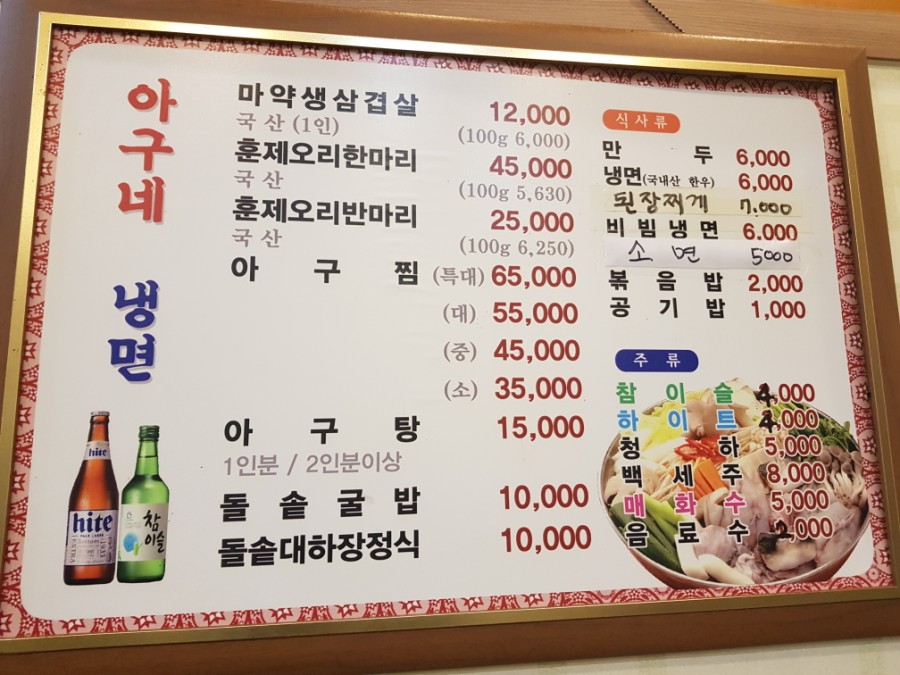 아구네 냉면
마약생삼겹살 12,000
국산 (1인) (100g 6,000)
훈제오리한마리 45,000
국산 (100g 5,630)
훈제오리반마리 25,000
국산 (100g 6,250)
아구찜 (특대) 65,000
(대) 55,000
(중) 45,000
(소) 35,000
아구탕 15,000
1인분 / 2인분이상
돌솥굴밥 10,000
돌솥대하장정식 10,000
식사류
만두 6,000
냉면(국내산 한우) 6,000
된장찌게 7.000
비빔냉면 6.000
소면 5000
볶음밥 2,000
공기밥 1,000
주류
참이슬 4,000
하이트 4,000
청하 5,000
백세주 8,000
매화수 5,000
음료수 2,000
hite
hite
참이슬